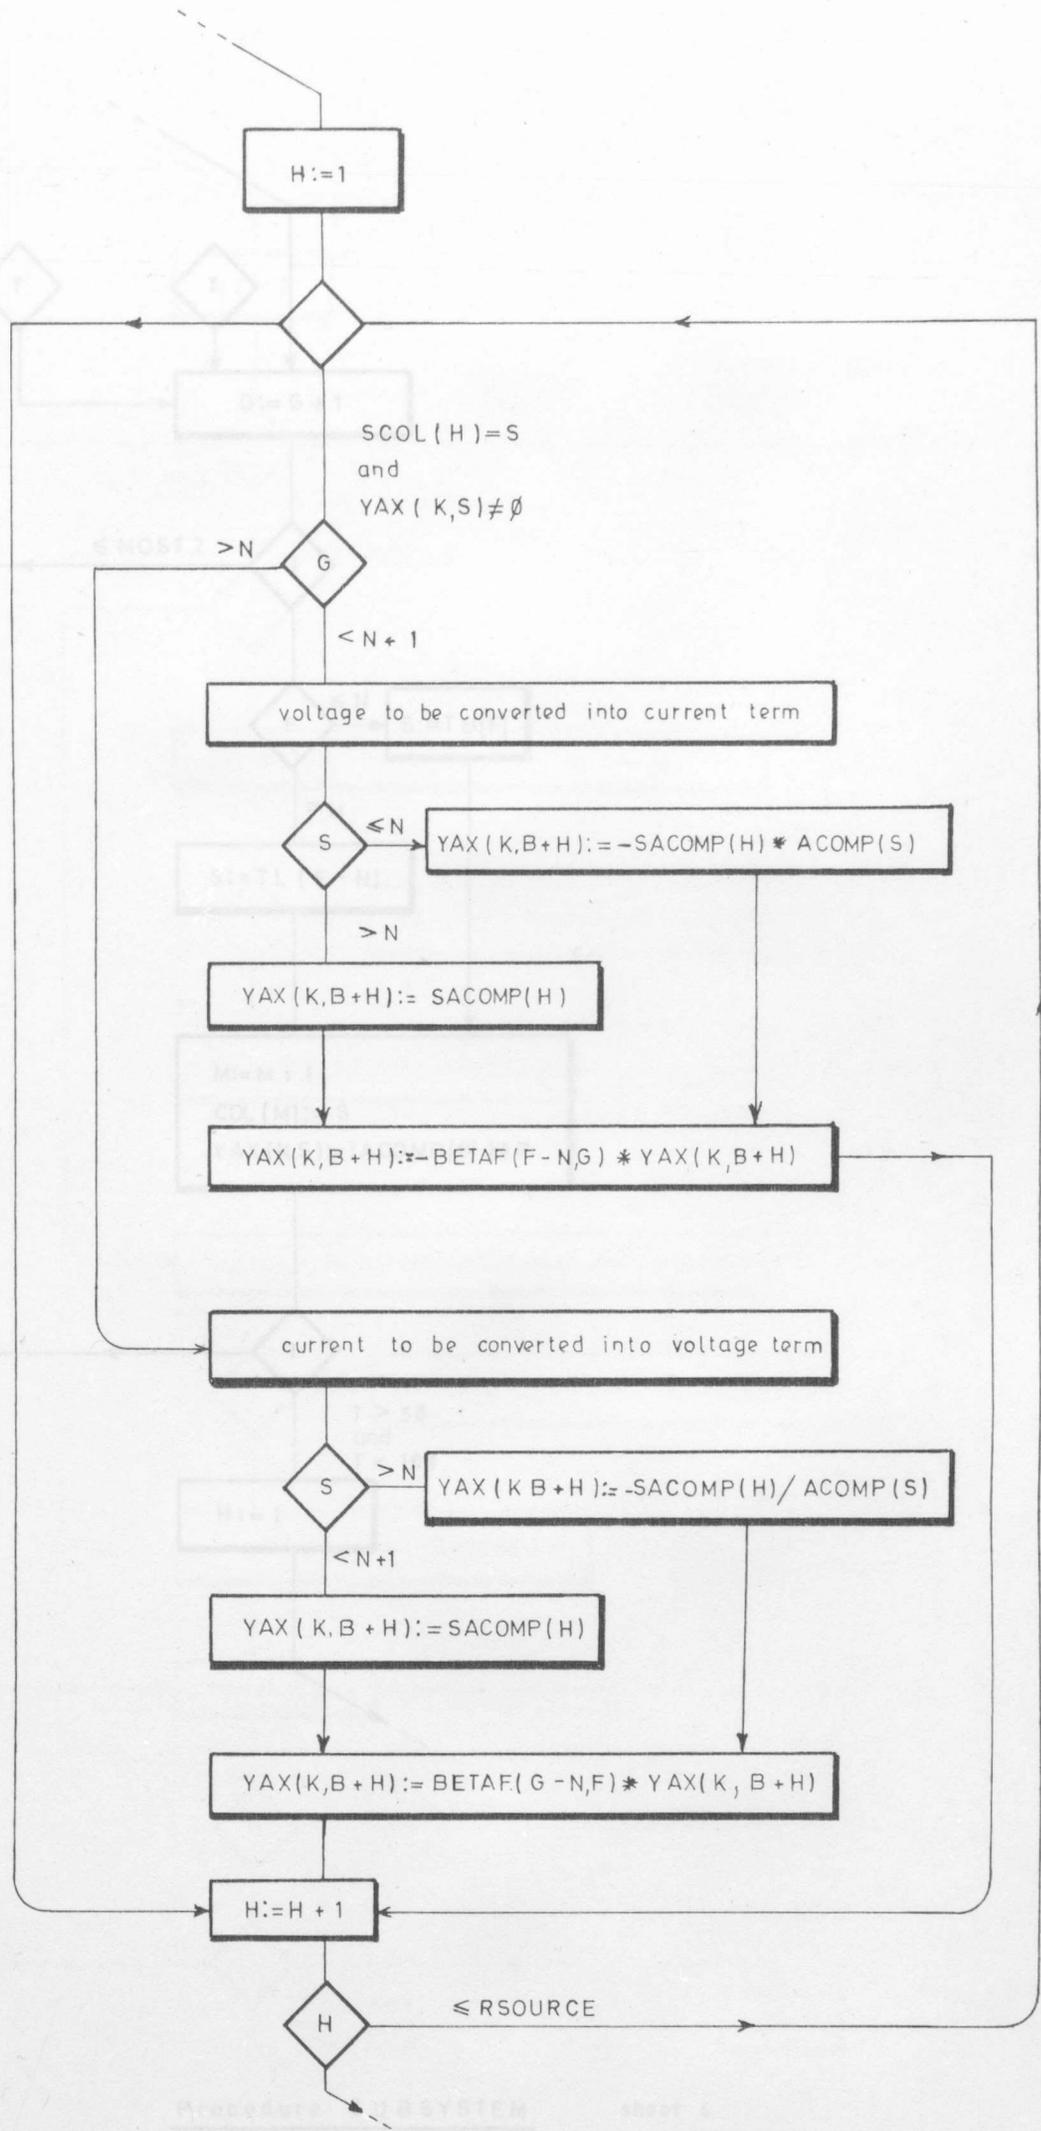 H:=1
SCOL(H)=S
and
YAX(K,S)≠Ø
>N
G
<N+1
voltage to be converted into current term
S
≤N
YAX(K,B+H):=-SACOMP(H) * ACOMP(S)
>N
YAX(K,B+H):= SACOMP(H)
YAX(K,B+H):=-BETAF(F-N,G) * YAX(K,B+H)
current to be converted into voltage term
S
>N
YAX(K B+H):=-SACOMP(H)/ ACOMP(S)
<N+1
YAX(K,B+H):=SACOMP(H)
YAX(K,B+H):=BETAF(G-N,F) * YAX(K, B+H)
H:=H + 1
H
≤ RSOURCE
Procedure SUBSYSTEM